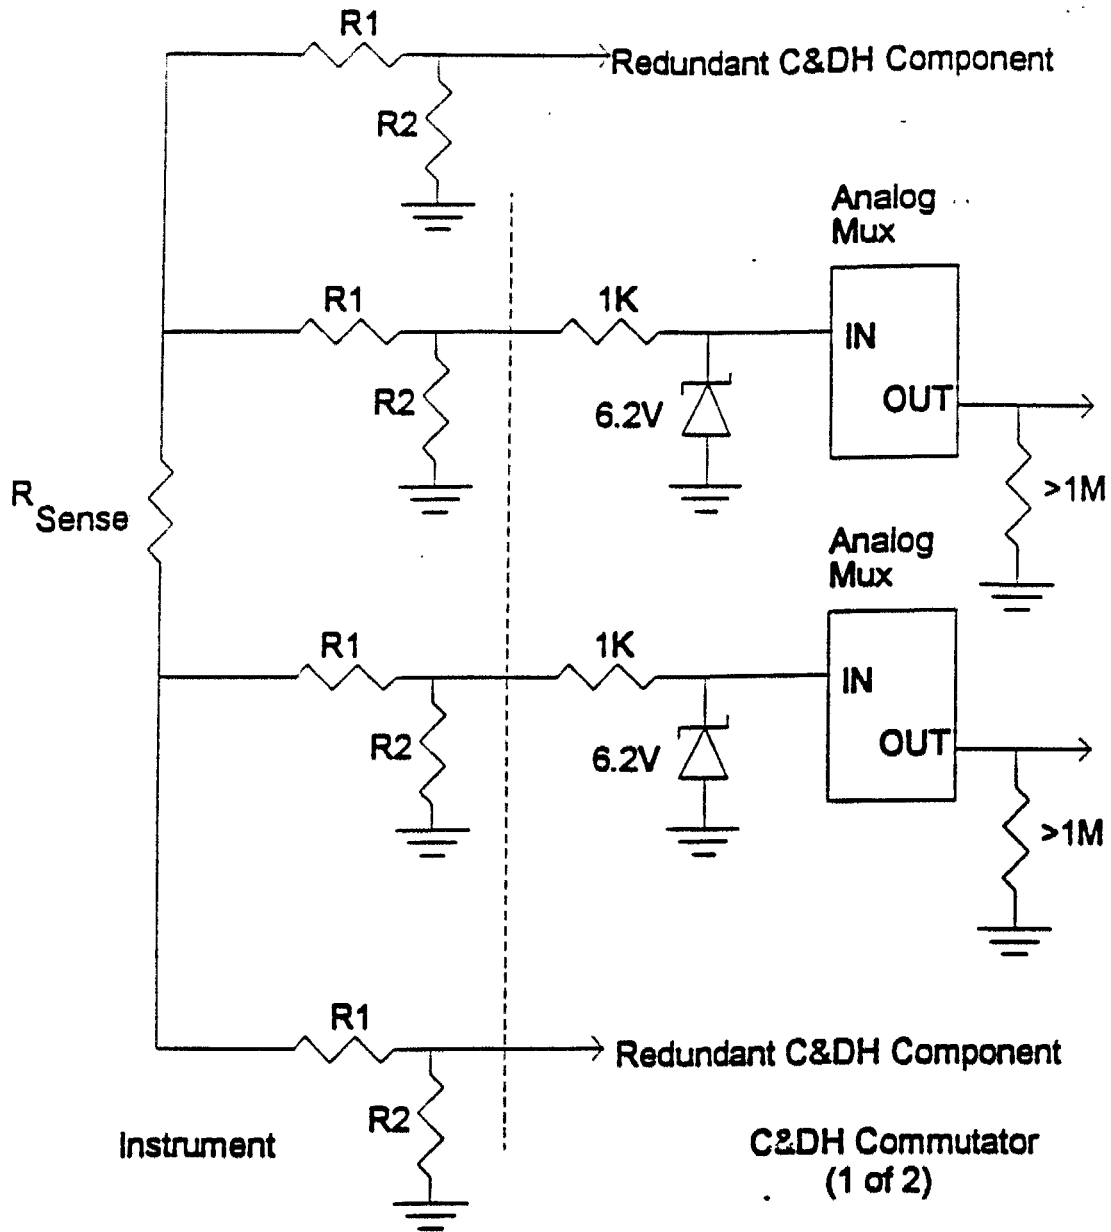 R1
Redundant C&DH Component
R2
Analog
Mux
R1
1K
IN
R2
6.2V
OUT
>1M
R
Sense
Analog
Mux
R1
1K
IN
R2
6.2V
OUT
>1M
R1
Redundant C&DH Component
R2
Instrument
C&DH Commutator
(1 of 2)